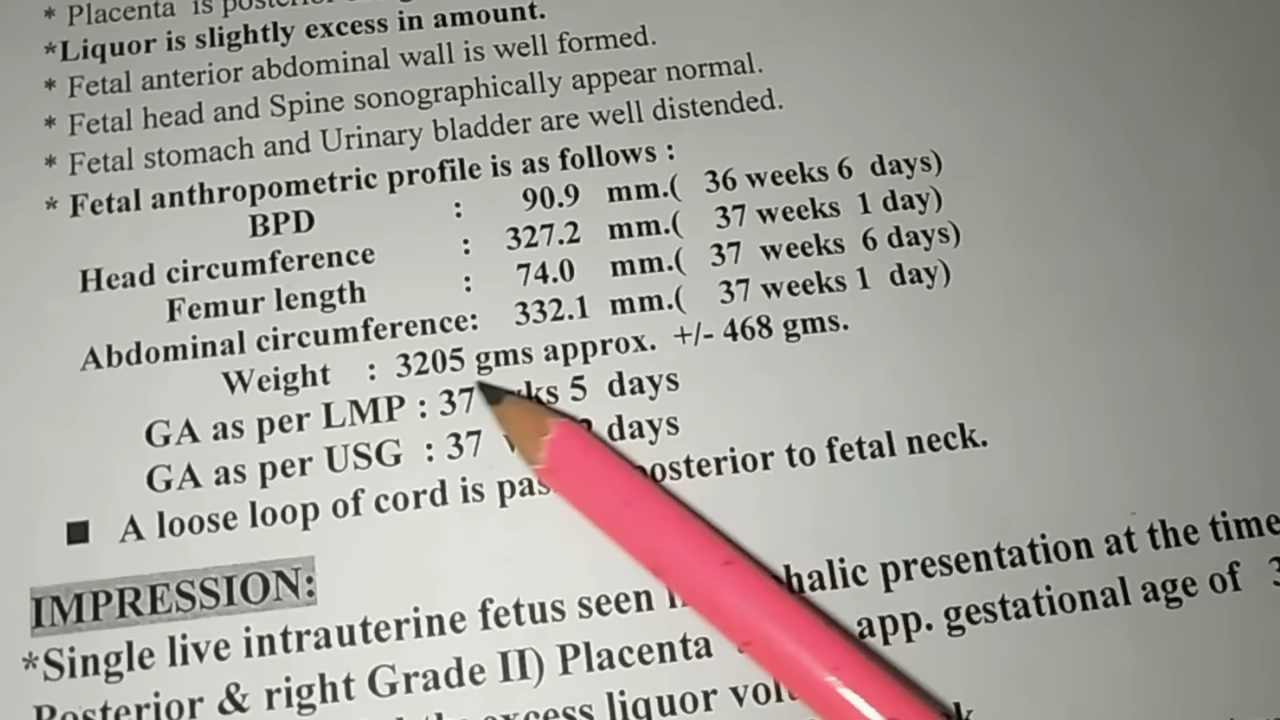 * Placenta is
*Liquor is slightly excess in amount.
* Fetal anterior abdominal wall is well formed.
* Fetal head and Spine sonographically appear normal.
* Fetal stomach and Urinary bladder are well distended.
* Fetal anthropometric profile is as follows :
BPD : 90.9 mm.( 36 weeks 6 days)
Head circumference : 327.2 mm.( 37 weeks 1 day)
Femur length : 74.0 mm.( 37 weeks 6 days)
Abdominal circumference: 332.1 mm.( 37 weeks 1 day)
Weight : 3205 gms approx. +/- 468 gms.
GA as per LMP : 37 5 days
GA as per USG : 37 days
■ A loose loop of cord is posterior to fetal neck.
IMPRESSION:
*Single live intrauterine fetus seen presentation at the time
Posterior & right Grade II) Placenta app. gestational age of
excess liquor